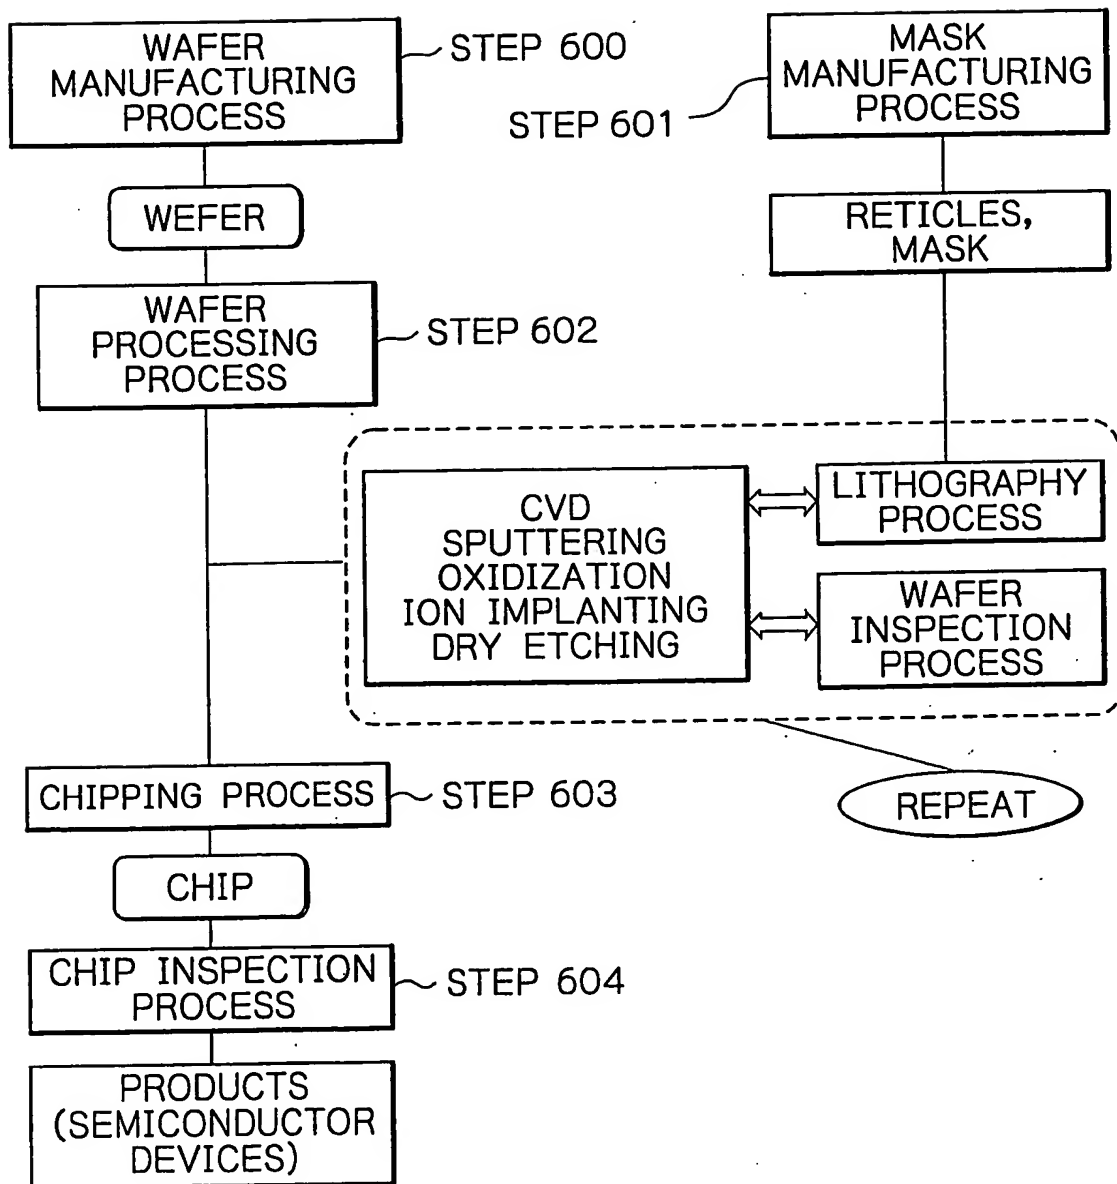 WAFER
MANUFACTURING
PROCESS
STEP 600
MASK
MANUFACTURING
PROCESS
STEP 601
WEFER
RETICLES,
MASK
WAFER
PROCESSING
PROCESS
STEP 602
CVD
SPUTTERING
OXIDIZATION
ION IMPLANTING
DRY ETCHING
LITHOGRAPHY
PROCESS
WAFER
INSPECTION
PROCESS
REPEAT
CHIPPING PROCESS
STEP 603
CHIP
CHIP INSPECTION
PROCESS
STEP 604
PRODUCTS
(SEMICONDUCTOR
DEVICES)